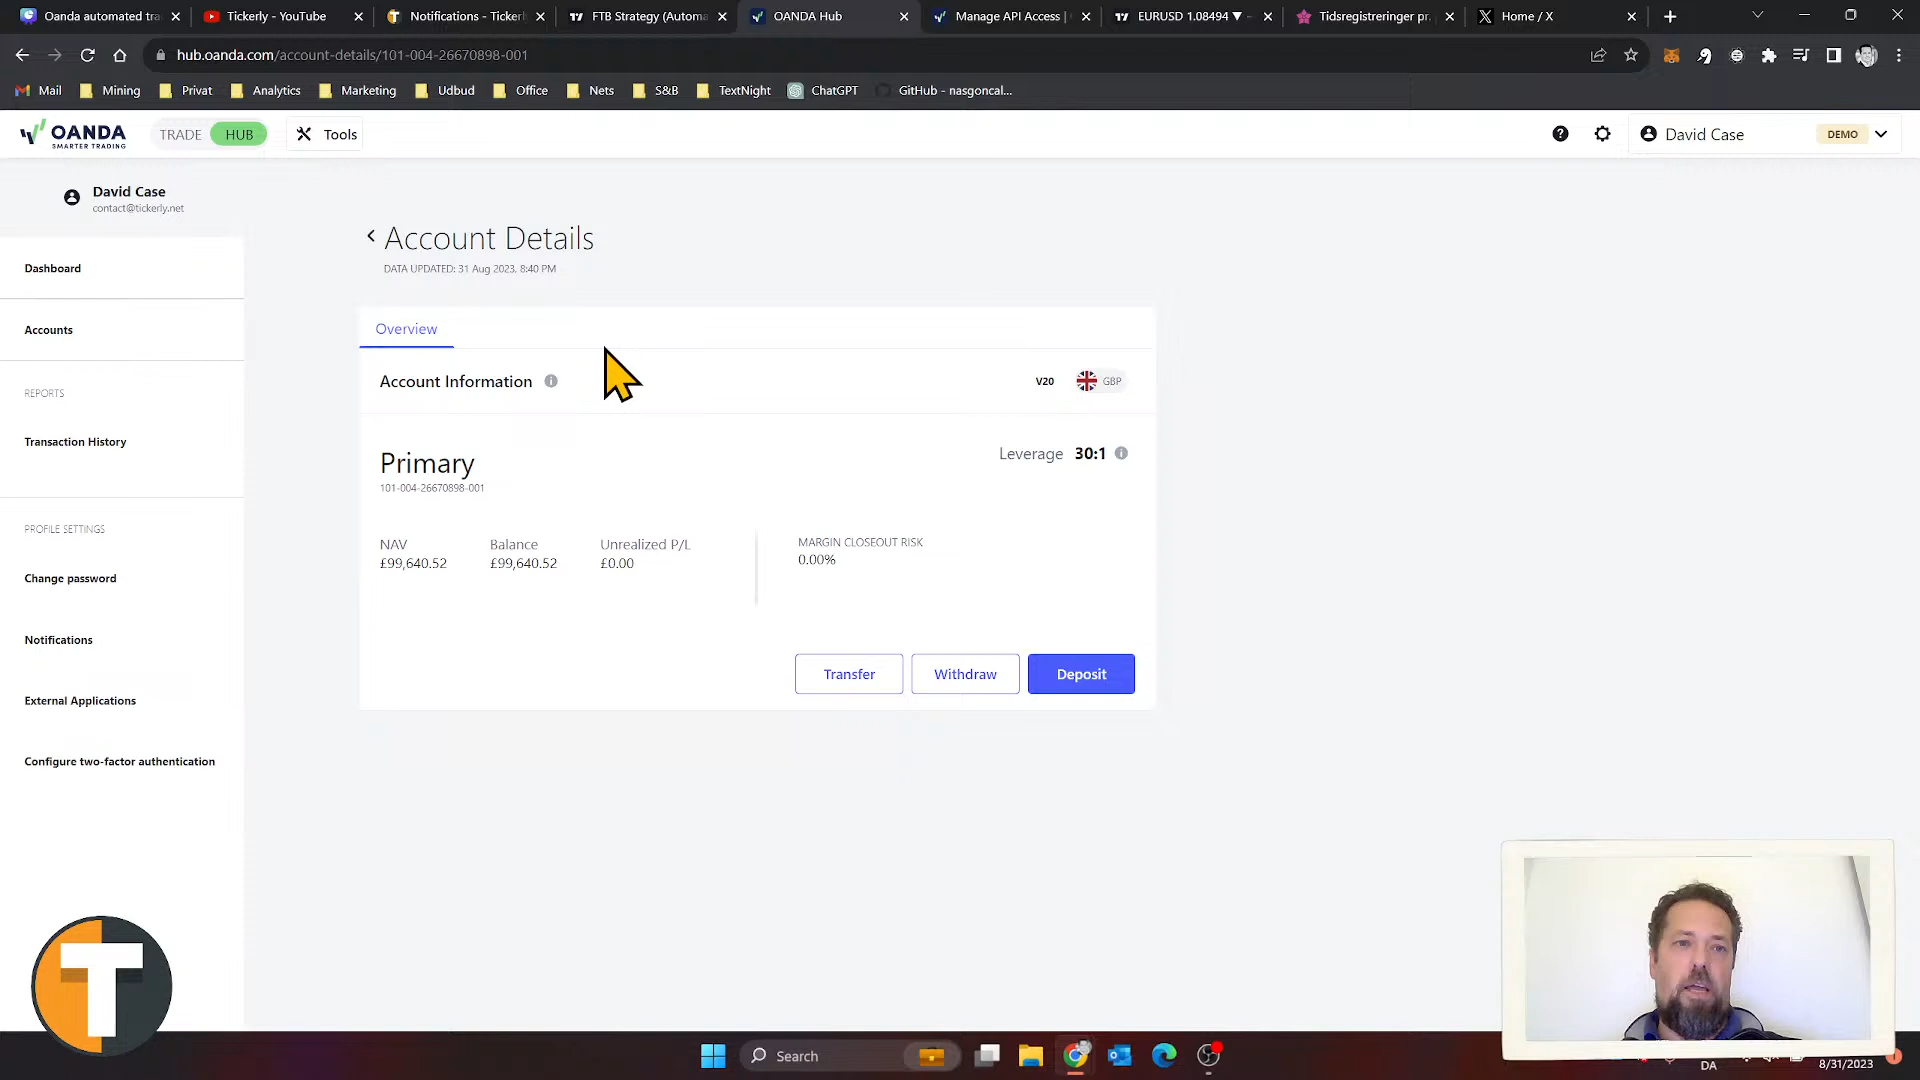 Oanda automated tra
Tickerly - YouTube
Notifications - Tickerl
FTB Strategy (Automa
OANDA Hub
Manage API Access |
EURUSD 1.08494 ▼ -
Tidsregistreringer pr.
Home / X
hub.oanda.com/account-details/101-004-26670898-001
Mail
Mining
Privat
Analytics
Marketing
Udbud
Office
Nets
S&B
TextNight
ChatGPT
GitHub - nasgoncal...
OANDA
SMARTER TRADING
TRADE
HUB
Tools
David Case
DEMO
David Case
contact@tickerly.net
Dashboard
Accounts
REPORTS
Transaction History
PROFILE SETTINGS
Change password
Notifications
External Applications
Configure two-factor authentication
Account Details
DATA UPDATED: 31 Aug 2023, 8:40 PM
Overview
Account Information
V20
GBP
Primary
101-004-26670898-001
Leverage 30:1
NAV
£99,640.52
Balance
£99,640.52
Unrealized P/L
£0.00
MARGIN CLOSEOUT RISK
0.00%
Transfer
Withdraw
Deposit
T
Search
DA
8/31/2023